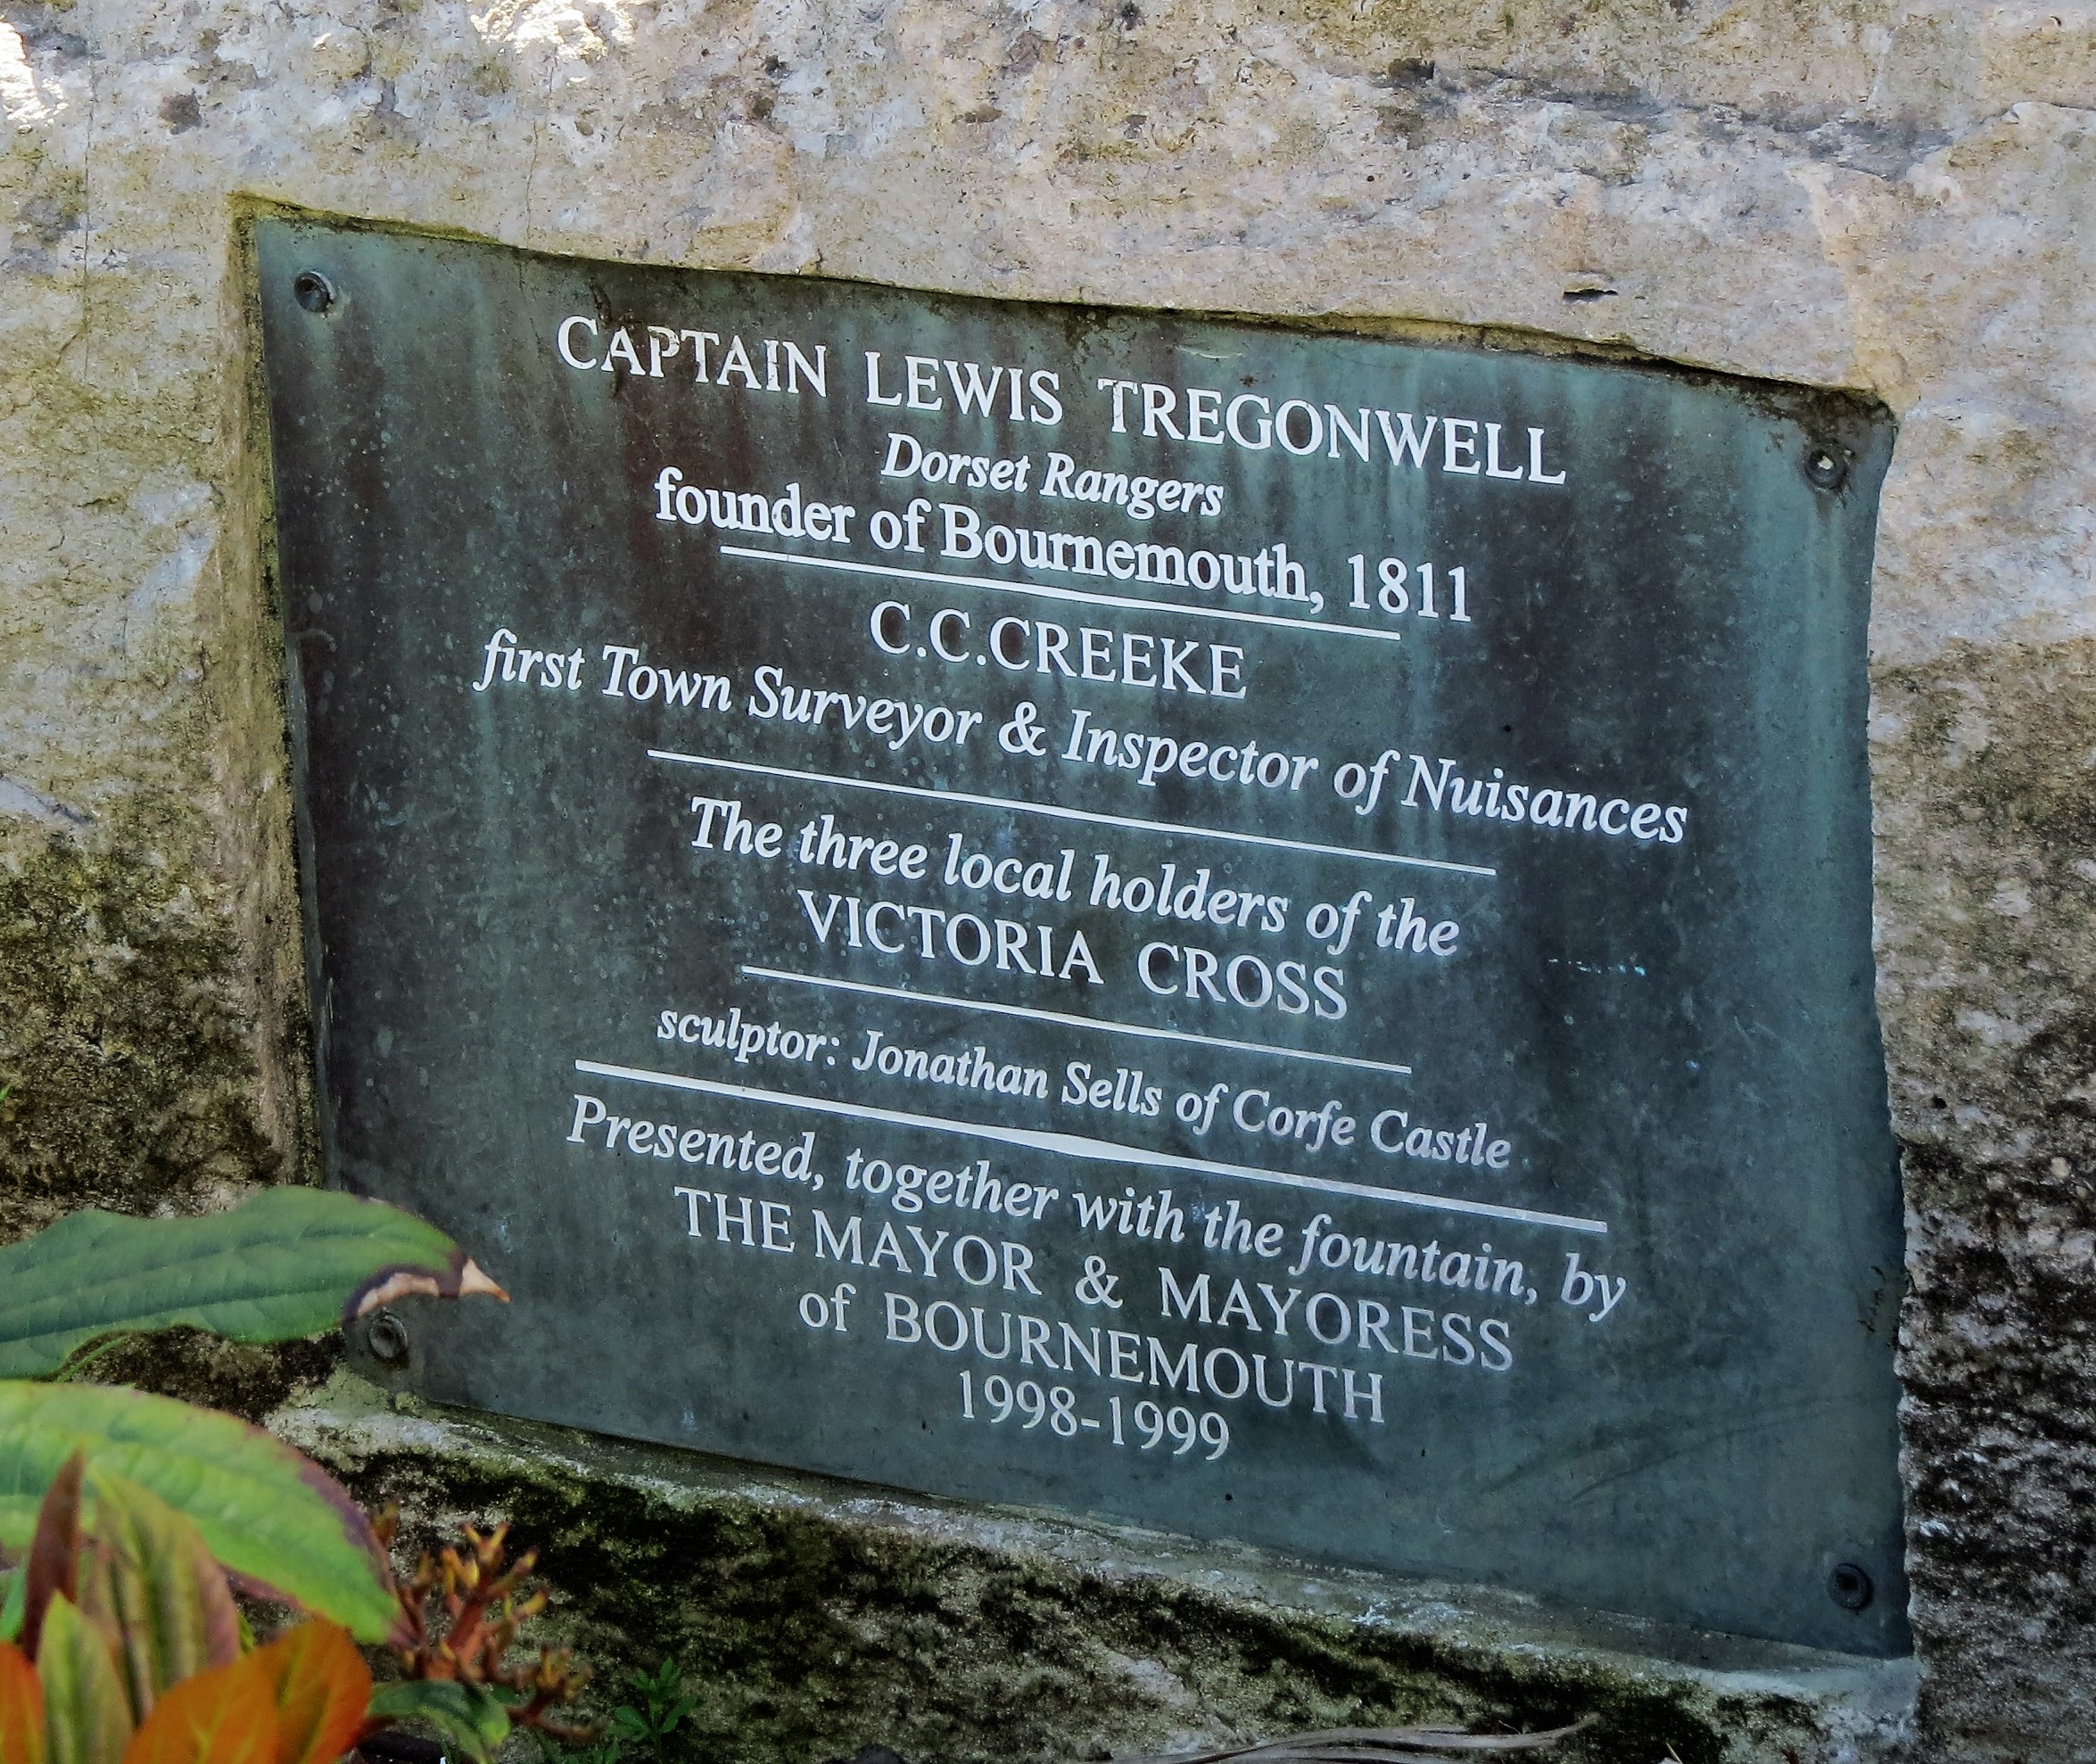 CAPTAIN LEWIS TREGONWELL
Dorset Rangers
founder of Bournemouth, 1811
C.C.CREEKE
first Town Surveyor & Inspector of Nuisances
The three local holders of the
VICTORIA CROSS
sculptor: Jonathan Sells of Corfe Castle
Presented, together with the fountain, by
THE MAYOR & MAYORESS
of BOURNEMOUTH
1998-1999